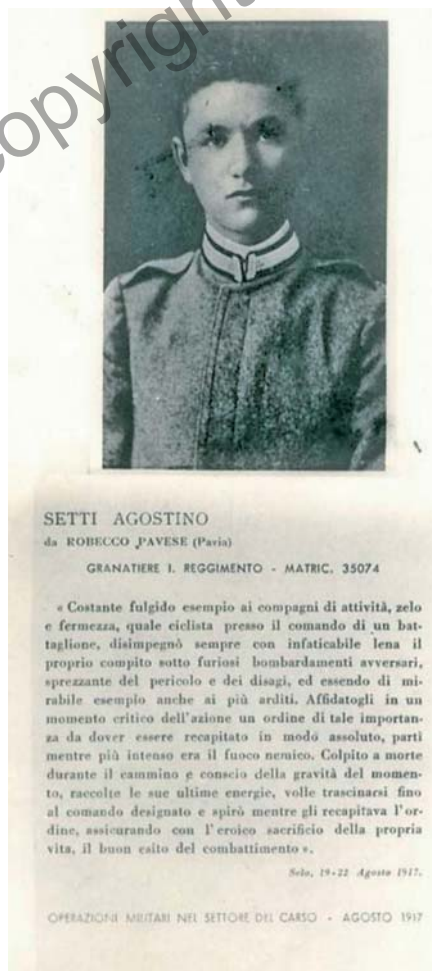 copyright
SETTI AGOSTINO
da ROBECCO PAVESE (Pavia)
GRANATIERE I. REGGIMENTO - MATRIC. 35074
« Costante fulgido esempio ai compagni di attività, zelo
e fermezza, quale ciclista presso il comando di un bat-
taglione, disimpegnò sempre con infaticabile lena il
proprio compito sotto furiosi bombardamenti avversari,
sprezzante del pericolo e dei disagi, ed essendo di mi-
rabile esempio anche ai più arditi. Affidatogli in un
momento critico dell'azione un ordine di tale importan-
za da dover essere recapitato in modo assoluto, partì
mentre più intenso era il fuoco nemico. Colpito a morte
durante il cammino e conscio della gravità del momen-
to, raccolte le sue ultime energie, volle trascinarsi fino
al comando designato e spirò mentre gli recapitava l'or-
dine, assicurando con l'eroico sacrificio della propria
vita, il buon esito del combattimento ».
Selo, 19-22 Agosto 1917.
OPERAZIONI MILITARI NEL SETTORE DEL CARSO - AGOSTO 1917